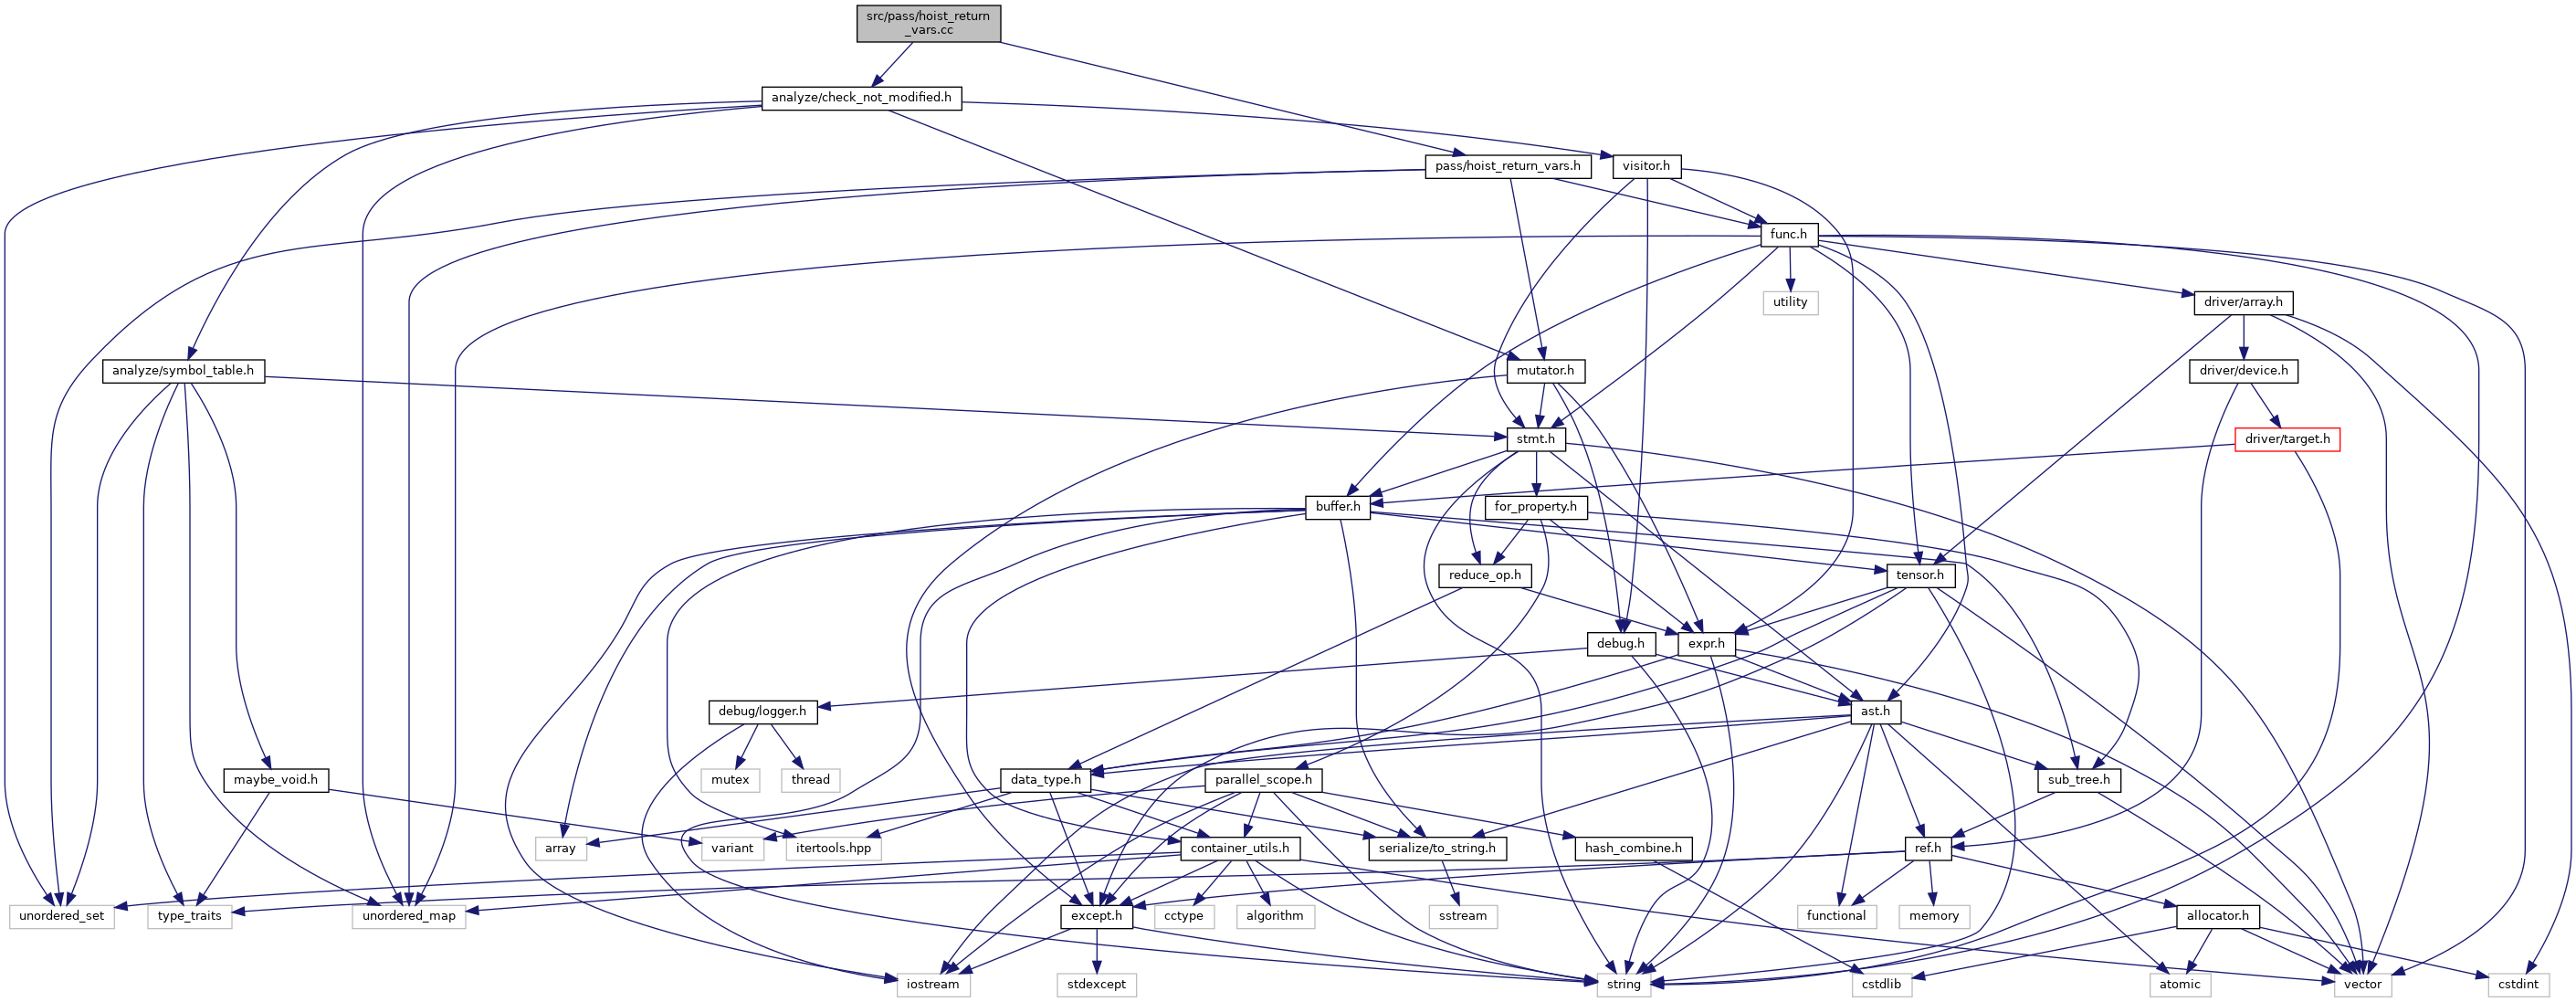 src/pass/hoist_return
_vars.cc
analyze/check_not_modified.h
pass/hoist_return_vars.h
visitor.h
func.h
utility
driver/array.h
analyze/symbol_table.h
mutator.h
driver/device.h
stmt.h
driver/target.h
buffer.h
for_property.h
reduce_op.h
tensor.h
debug.h
expr.h
debug/logger.h
ast.h
maybe_void.h
mutex
thread
data_type.h
parallel_scope.h
sub_tree.h
array
variant
itertools.hpp
container_utils.h
serialize/to_string.h
hash_combine.h
ref.h
unordered_set
type_traits
unordered_map
except.h
cctype
algorithm
sstream
functional
memory
allocator.h
iostream
stdexcept
string
cstdlib
atomic
vector
cstdint